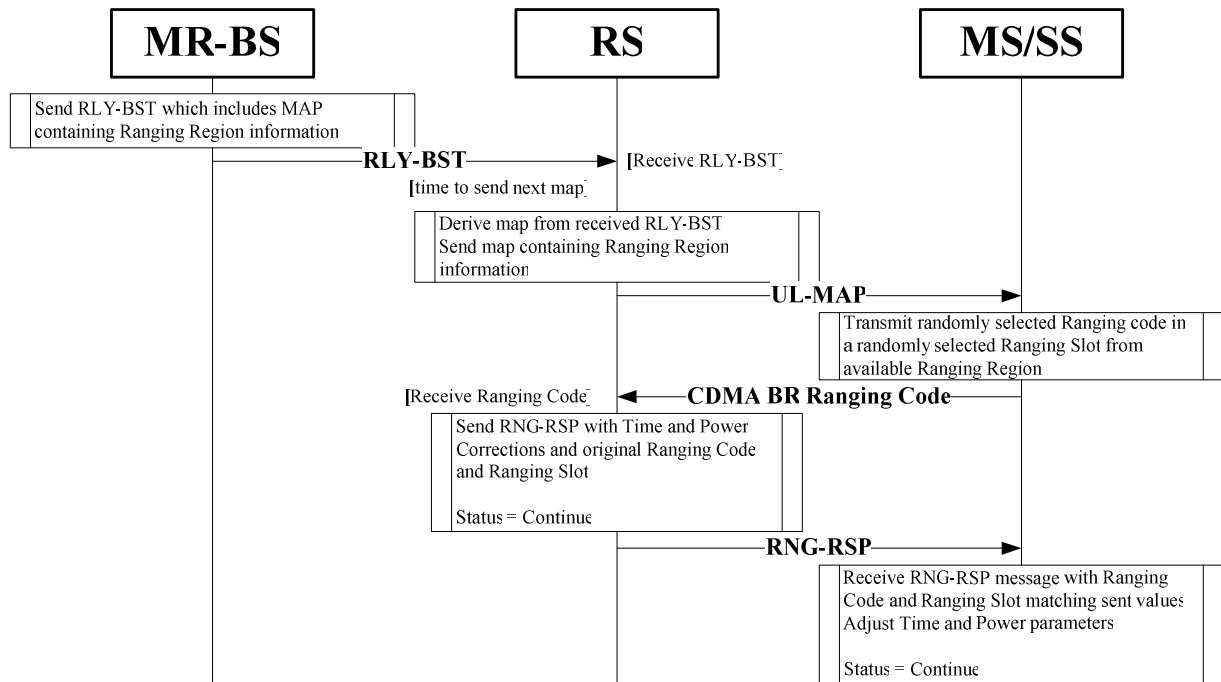 MR-BS
RS
MS/SS
Send RLY-BST which includes MAP
containing Ranging Region information
RLY-BST
[Receive RLY-BST]
[time to send next map]
Derive map from received RLY-BST
Send map containing Ranging Region
information
UL-MAP
Transmit randomly selected Ranging code in
a randomly selected Ranging Slot from
available Ranging Region
[Receive Ranging Code]
CDMA BR Ranging Code
Send RNG-RSP with Time and Power
Corrections and original Ranging Code
and Ranging Slot
Status = Continue
RNG-RSP
Receive RNG-RSP message with Ranging
Code and Ranging Slot matching sent values
Adjust Time and Power parameters
Status = Continue